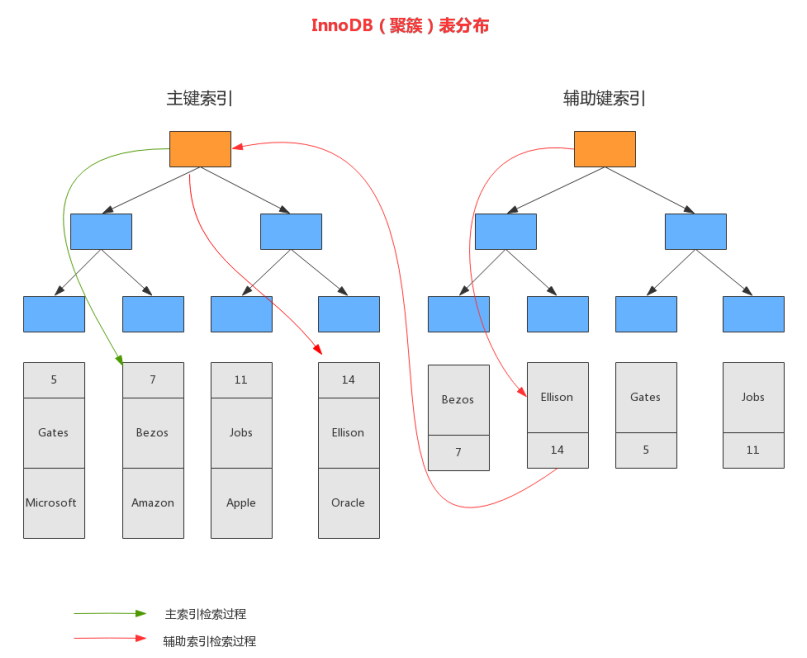 InnoDB（聚簇）表分布
主键索引
辅助键索引
5
7
11
14
Gates
Bezos
Jobs
Ellison
Microsoft
Amazon
Apple
Oracle
Bezos
Ellison
Gates
Jobs
7
14
5
11
主索引检索过程
辅助索引检索过程